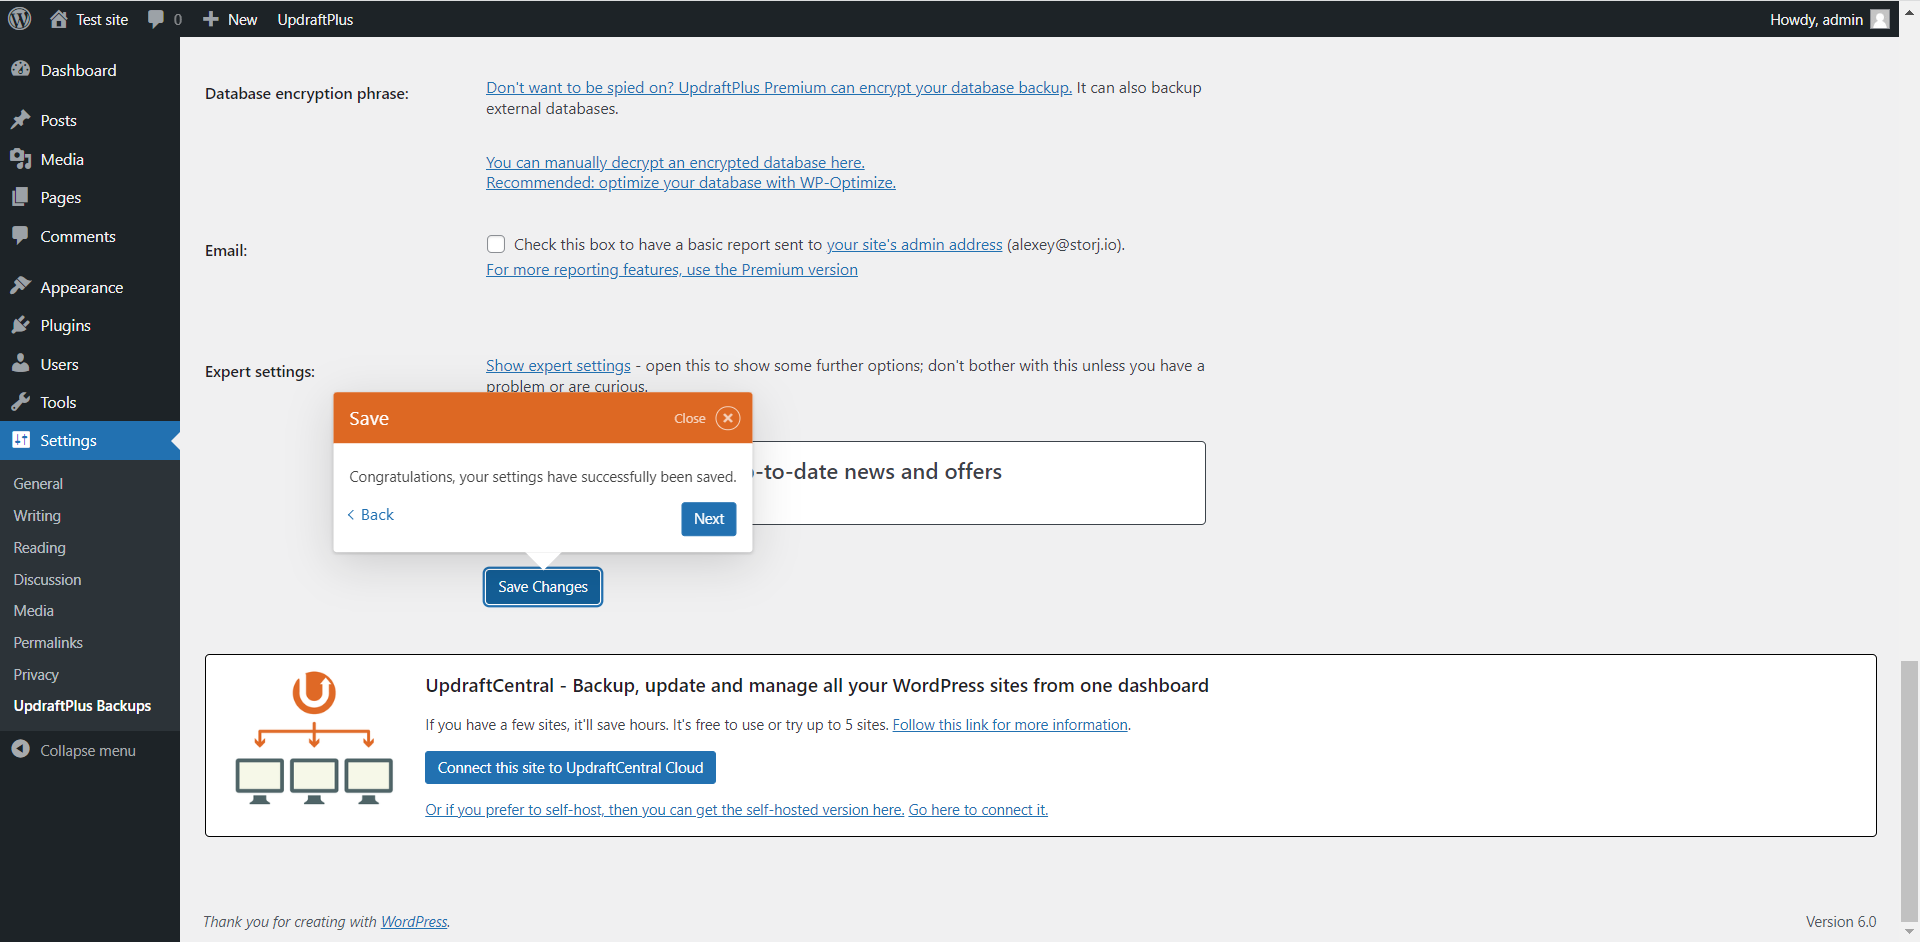 Test site
0
New
UpdraftPlus
Howdy, admin
Dashboard
Posts
Media
Pages
Comments
Appearance
Plugins
Users
Tools
Settings
General
Writing
Reading
Discussion
Media
Permalinks
Privacy
UpdraftPlus Backups
Collapse menu
Database encryption phrase:
Don't want to be spied on? UpdraftPlus Premium can encrypt your database backup. It can also backup
external databases.
You can manually decrypt an encrypted database here.
Recommended: optimize your database with WP-Optimize.
Email:
Check this box to have a basic report sent to your site's admin address (alexey@storj.io).
For more reporting features, use the Premium version
Expert settings:
Show expert settings - open this to show some further options; don't bother with this unless you have a
problem or are curious.
Save
Close
Congratulations, your settings have successfully been saved.
Back
Next
-to-date news and offers
Save Changes
UpdraftCentral - Backup, update and manage all your WordPress sites from one dashboard
If you have a few sites, it'll save hours. It's free to use or try up to 5 sites. Follow this link for more information.
Connect this site to UpdraftCentral Cloud
Or if you prefer to self-host, then you can get the self-hosted version here. Go here to connect it.
Thank you for creating with WordPress.
Version 6.0